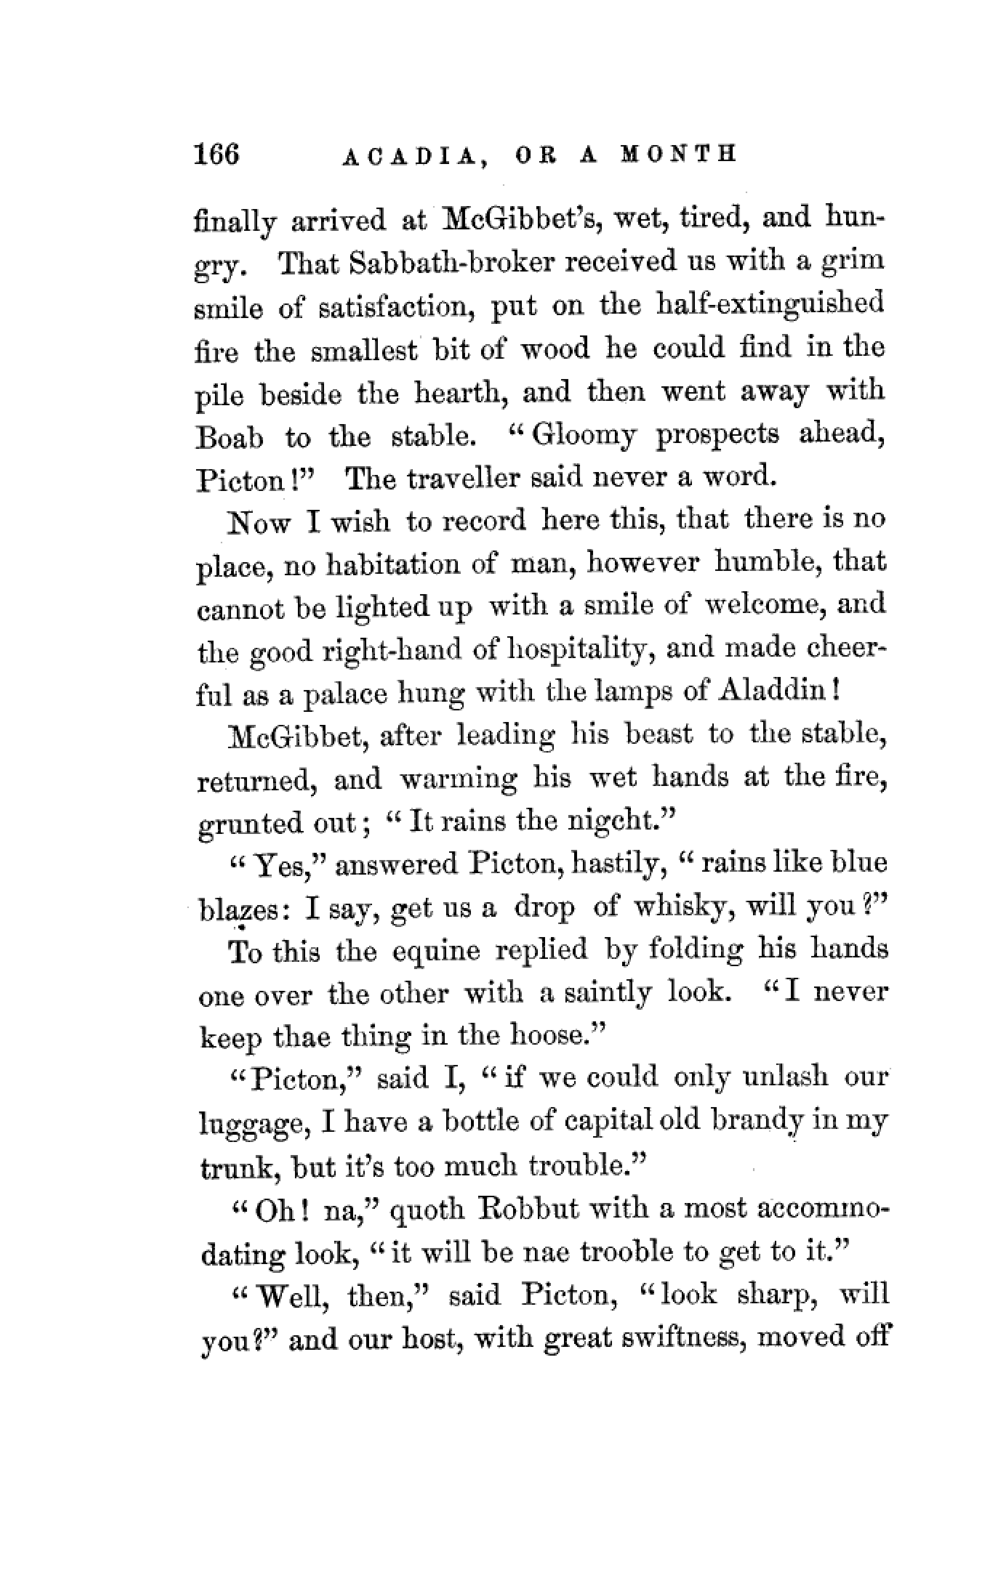 166 ACADIA, OR A MONTH
finally arrived at McGibbet's, wet, tired, and hun-
gry. That Sabbath-broker received us with a grim
smile of satisfaction, put on the half-extinguished
fire the smallest bit of wood he could find in the
pile beside the hearth, and then went away with
Boab to the stable. “Gloomy prospects ahead,
Picton!” The traveller said never a word.
Now I wish to record here this, that there is no
place, no habitation of man, however humble, that
cannot be lighted up with a smile of welcome, and
the good right-hand of hospitality, and made cheer-
ful as a palace hung with the lamps of Aladdin!
McGibbet, after leading his beast to the stable,
returned, and warming his wet hands at the fire,
grunted out; “It rains the nigcht.”
“Yes,” answered Picton, hastily, “rains like blue
blazes: I say, get us a drop of whisky, will you?”
To this the equine replied by folding his hands
one over the other with a saintly look. “I never
keep thae thing in the hoose.”
“Picton,” said I, “if we could only unlash our
luggage, I have a bottle of capital old brandy in my
trunk, but it's too much trouble.”
“Oh! na,” quoth Robbut with a most accommo-
dating look, “it will be nae trooble to get to it.”
“Well, then,” said Picton, “look sharp, will
you?” and our host, with great swiftness, moved off